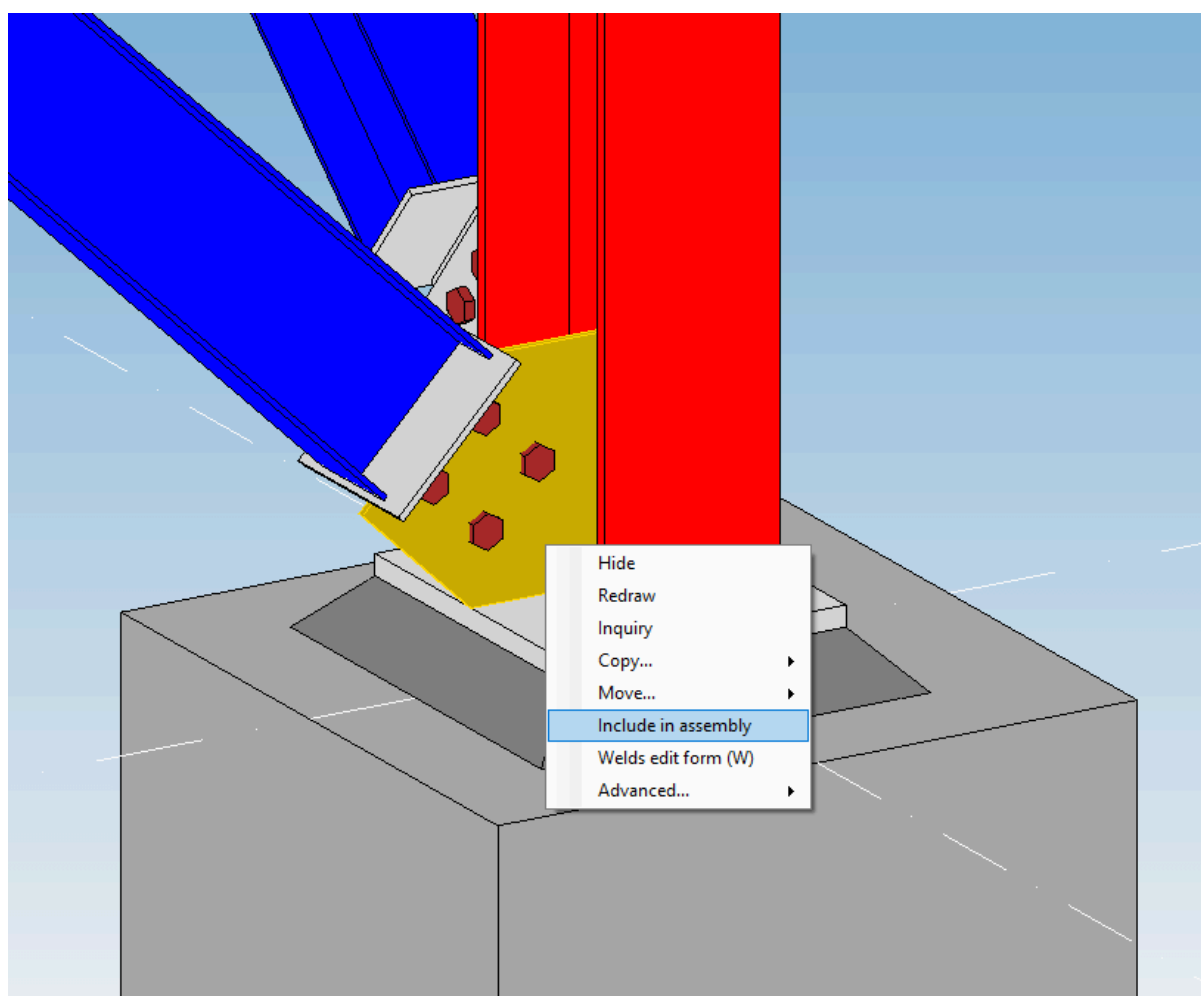 Hide
Redraw
Inquiry
Copy...
Move...
Include in assembly
Welds edit form (W)
Advanced...